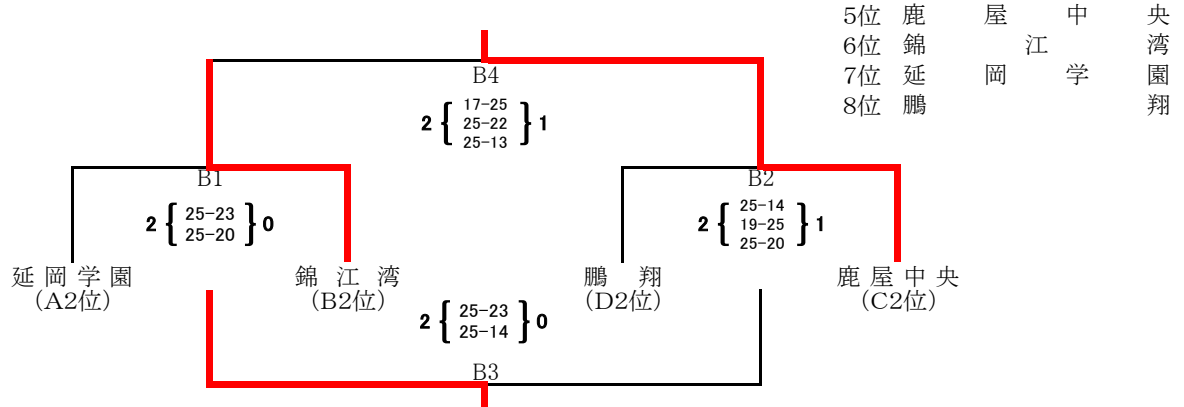 5位 鹿屋中央
6位 錦江湾
7位 延岡学園
8位 鵬翔
B4
2 { 17-25 } 1
25-22
25-13
B1
2 { 25-23 } 0
25-20
B2
2 { 25-14 } 1
19-25
25-20
延岡学園 錦江湾 鵬翔 鹿屋中央
(A2位) (B2位) (D2位) (C2位)
2 { 25-23 } 0
25-14
B3